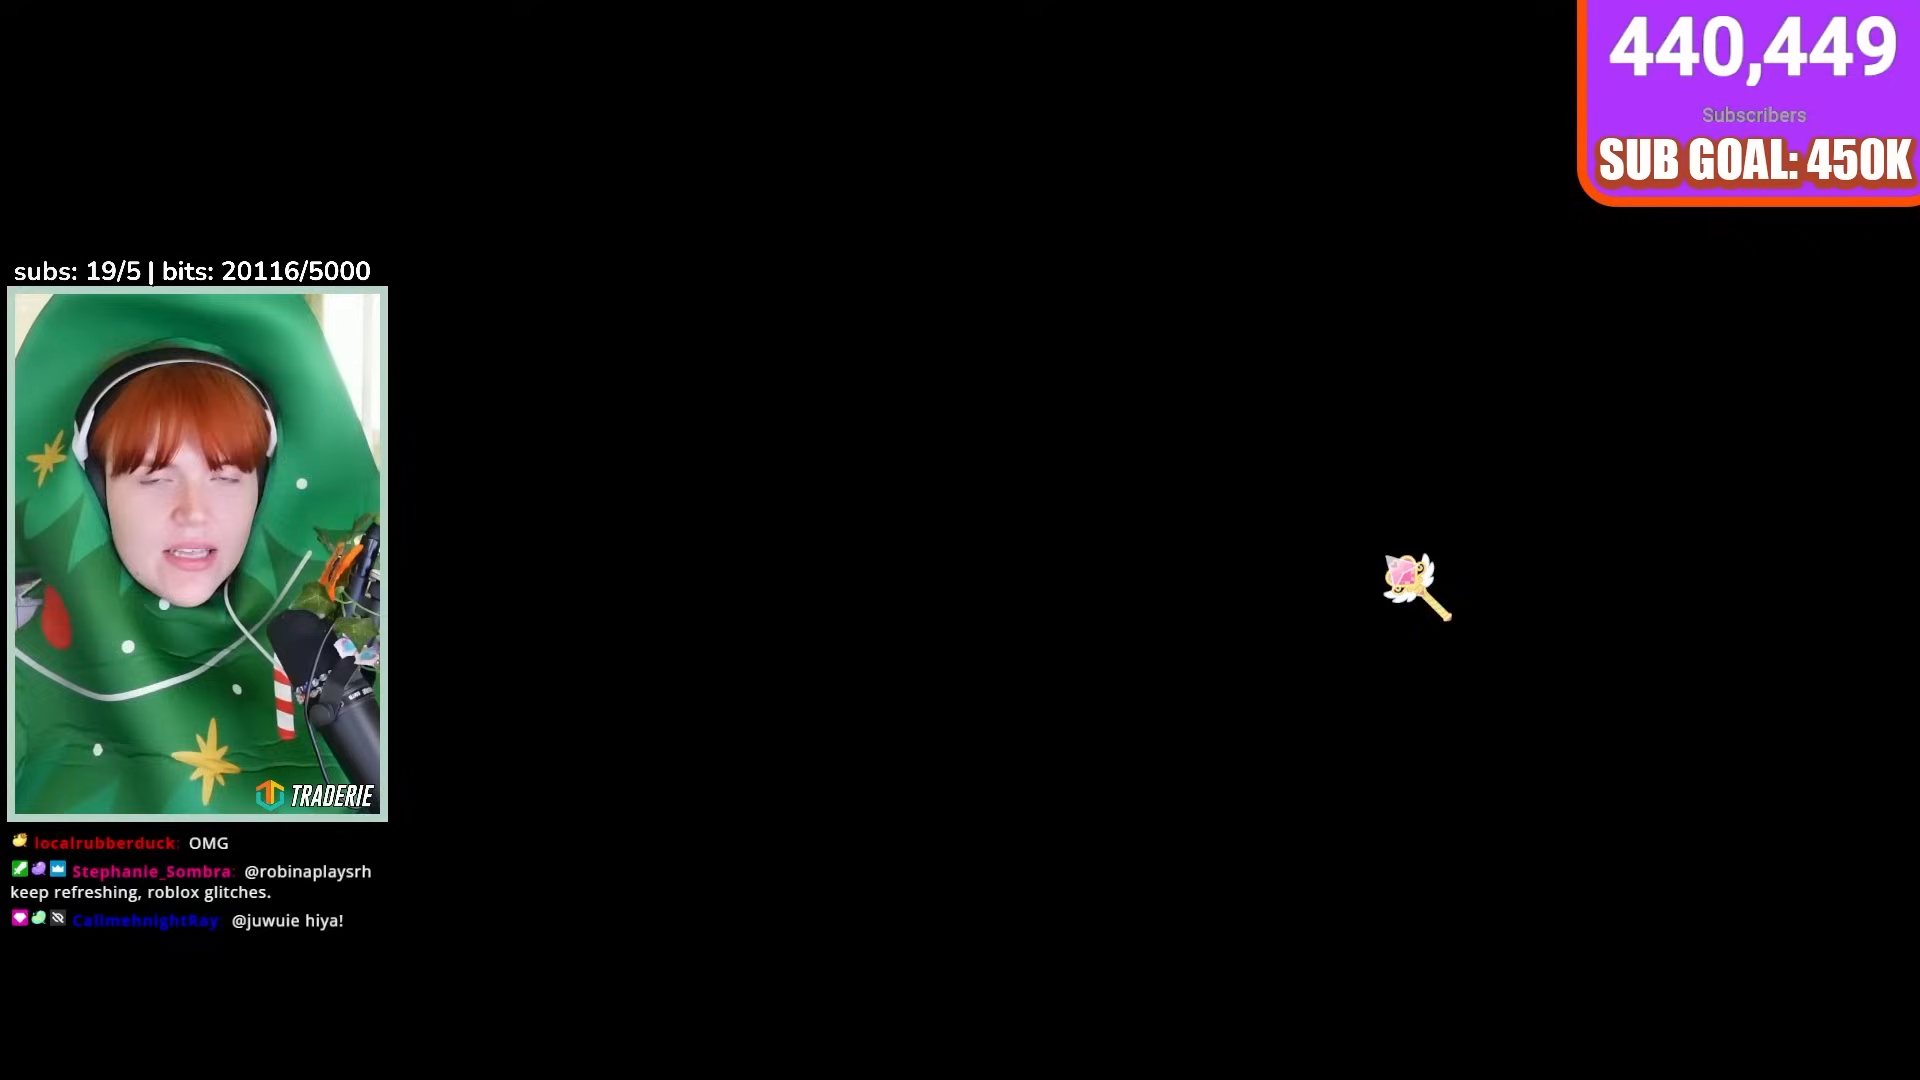 440,449
Subscribers
SUB GOAL: 450K
subs: 19/5 | bits: 20116/5000
TRADERIE
localrubberduck: OMG
Stephanie_Sombra: @robinaplaysrh
keep refreshing, roblox glitches.
CallmehnightRay: @juwuie hiya!